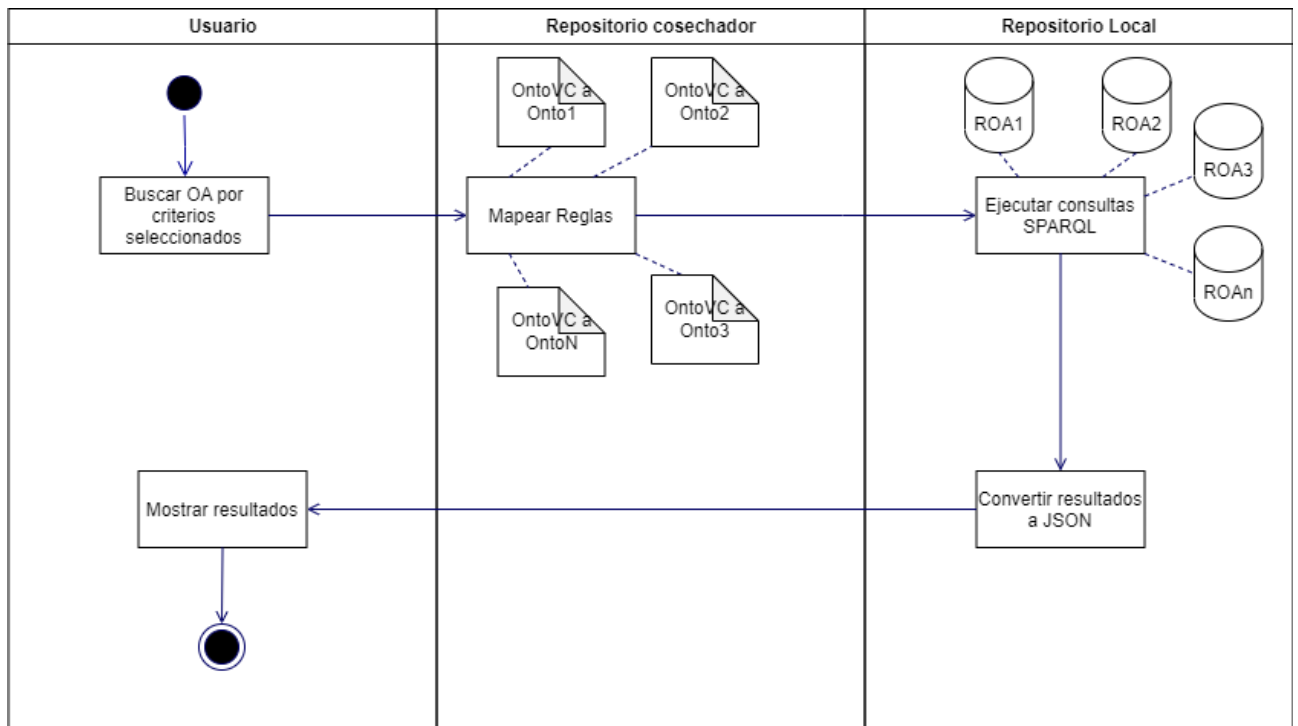 Usuario
Repositorio cosechador
Repositorio Local
OntoVC a
Onto1
OntoVC a
Onto2
ROA1
ROA2
ROA3
Buscar OA por
criterios
seleccionados
Mapear Reglas
Ejecutar consultas
SPARQL
ROAn
OntoVC a
OntoN
OntoVC a
Onto3
Mostrar resultados
Convertir resultados
a JSON